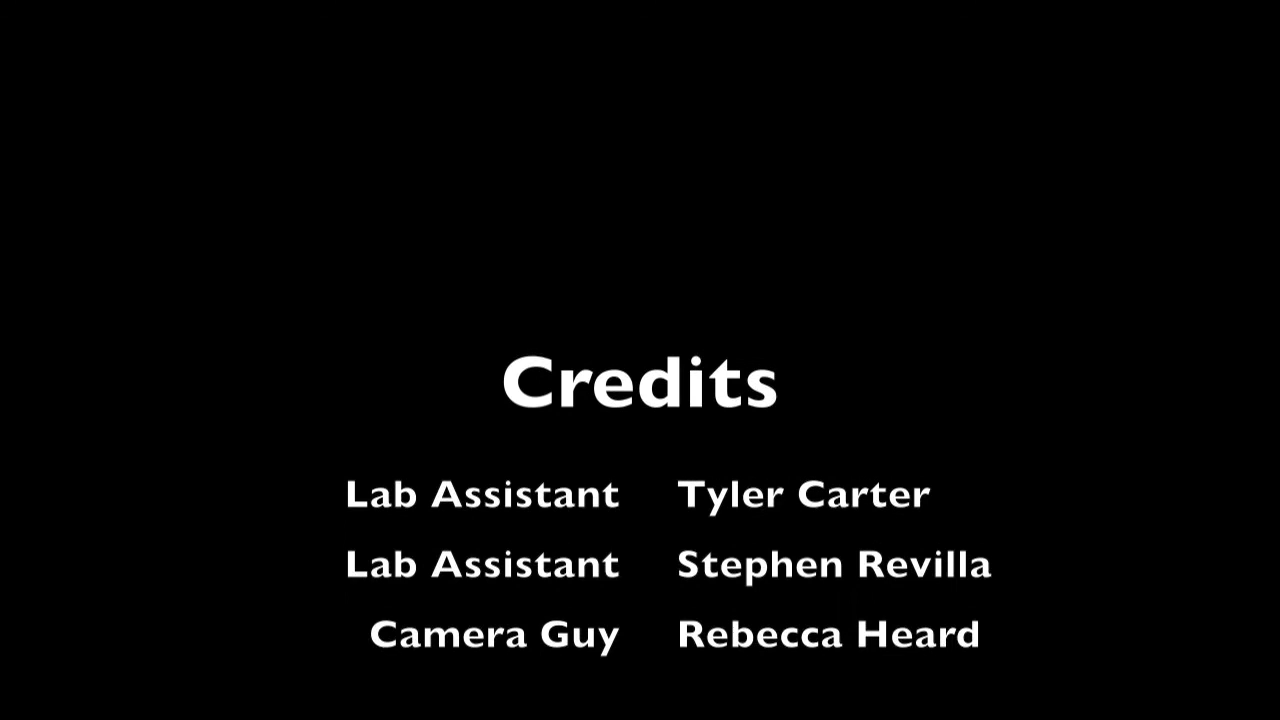 Credits
Lab Assistant Tyler Carter
Lab Assistant Stephen Revilla
Camera Guy Rebecca Heard